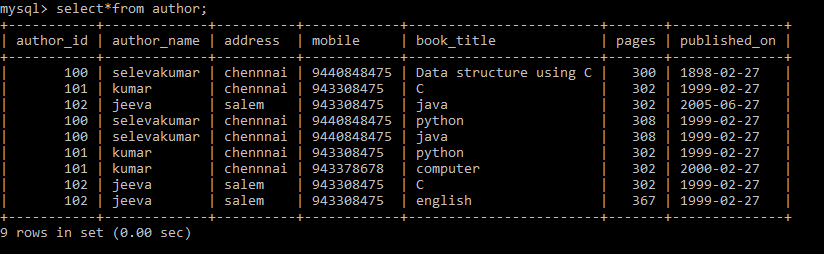 mysql> select*from author;
+-----------+-------------+-----------+------------+------------------------+-------+--------------+
| author_id | author_name | address   | mobile     | book_title             | pages | published_on |
+-----------+-------------+-----------+------------+------------------------+-------+--------------+
|       100 | selevakumar | chennnai  | 9440848475 | Data structure using C |   300 | 1898-02-27   |
|       101 | kumar       | chennnai  | 943308475  | C                      |   302 | 1999-02-27   |
|       102 | jeeva       | salem     | 943308475  | java                   |   302 | 2005-06-27   |
|       100 | selevakumar | chennnai  | 9440848475 | python                 |   308 | 1999-02-27   |
|       100 | selevakumar | chennnai  | 9440848475 | java                   |   308 | 1999-02-27   |
|       101 | kumar       | chennnai  | 943308475  | python                 |   302 | 1999-02-27   |
|       101 | kumar       | chennnai  | 943378678  | computer               |   302 | 2000-02-27   |
|       102 | jeeva       | salem     | 943308475  | C                      |   302 | 1999-02-27   |
|       102 | jeeva       | salem     | 943308475  | english                |   367 | 1999-02-27   |
+-----------+-------------+-----------+------------+------------------------+-------+--------------+
9 rows in set (0.00 sec)